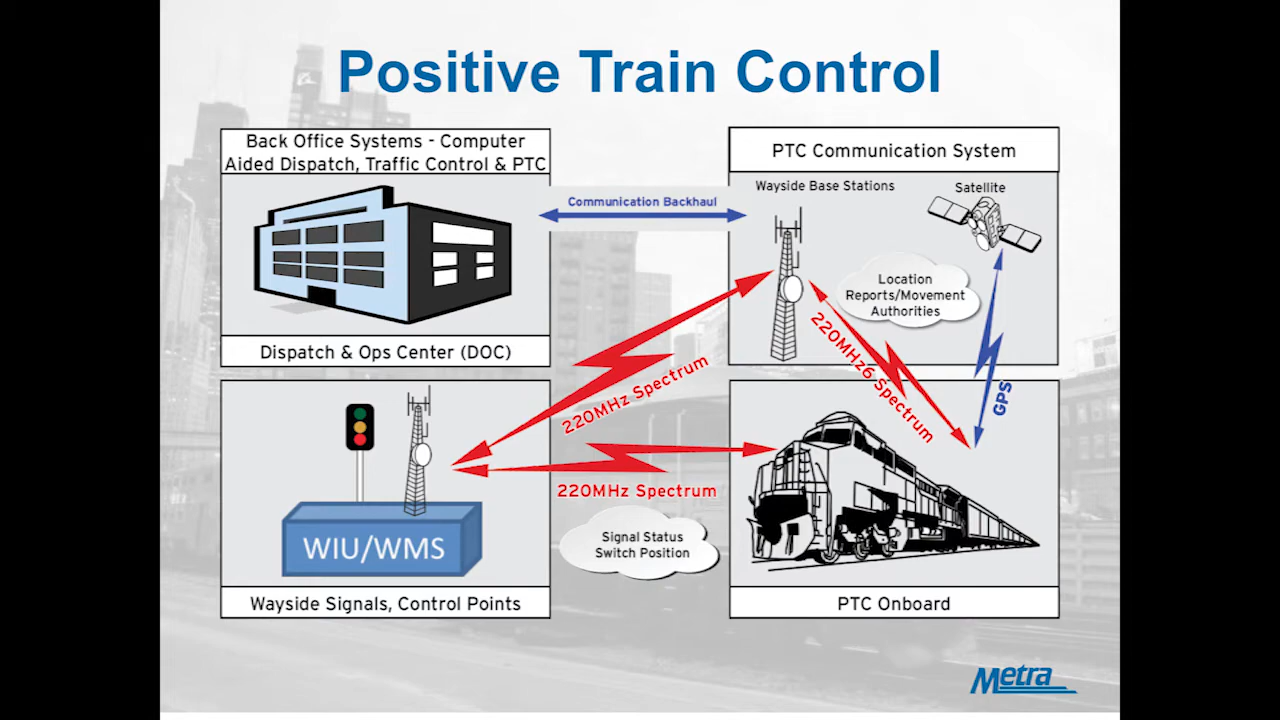 Positive Train Control
Back Office Systems - Computer
Aided Dispatch, Traffic Control & PTC
Dispatch & Ops Center (DOC)
Communication Backhaul
PTC Communication System
Wayside Base Stations
Satellite
Location
Reports/Movement
Authorities
220MHz Spectrum
220MHz6 Spectrum
GPS
WIU/WMS
Wayside Signals, Control Points
220MHz Spectrum
Signal Status
Switch Position
PTC Onboard
Metra